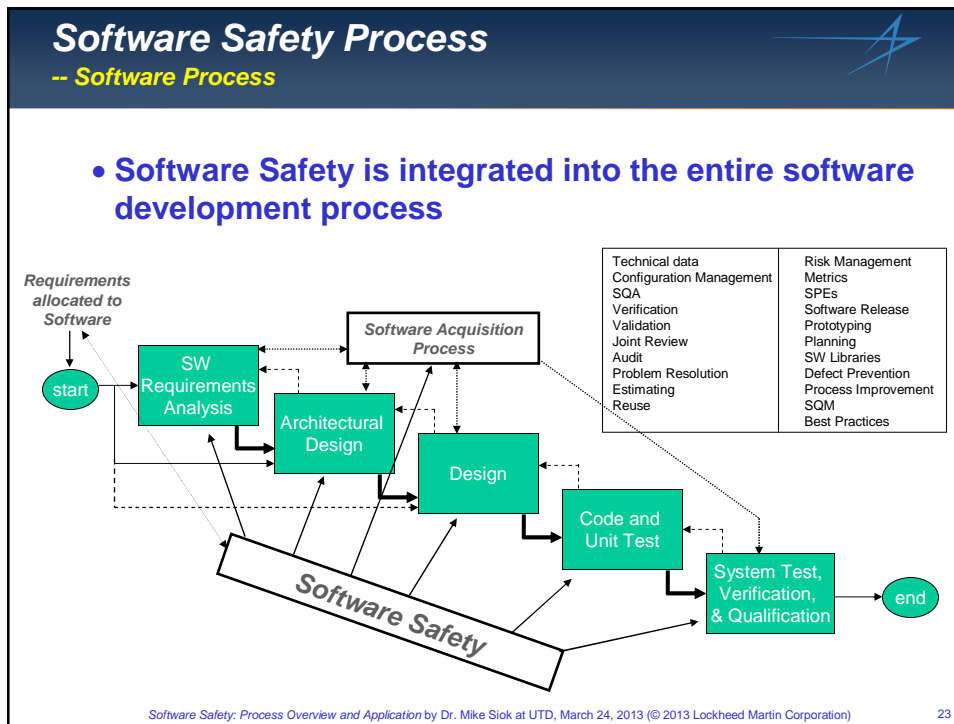 Software Safety Process
-- Software Process
• Software Safety is integrated into the entire software
development process
Requirements
allocated to
Software
start
SW
Requirements
Analysis
Architectural
Design
Software Acquisition
Process
Design
Code and
Unit Test
System Test,
Verification,
& Qualification
end
Software Safety
Technical data
Configuration Management
SQA
Verification
Validation
Joint Review
Audit
Problem Resolution
Estimating
Reuse
Risk Management
Metrics
SPEs
Software Release
Prototyping
Planning
SW Libraries
Defect Prevention
Process Improvement
SQM
Best Practices
Software Safety: Process Overview and Application by Dr. Mike Siok at UTD, March 24, 2013 (© 2013 Lockheed Martin Corporation)
23